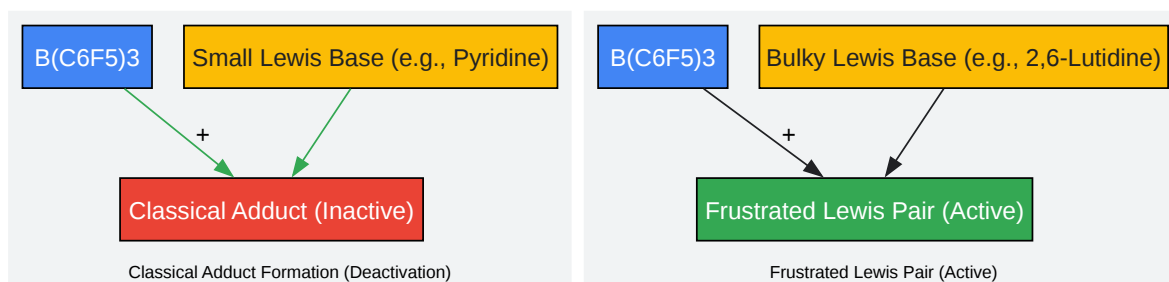 B(C6F5)3
Small Lewis Base (e.g., Pyridine)
+
Classical Adduct (Inactive)
Classical Adduct Formation (Deactivation)
B(C6F5)3
Bulky Lewis Base (e.g., 2,6-Lutidine)
+
Frustrated Lewis Pair (Active)
Frustrated Lewis Pair (Active)